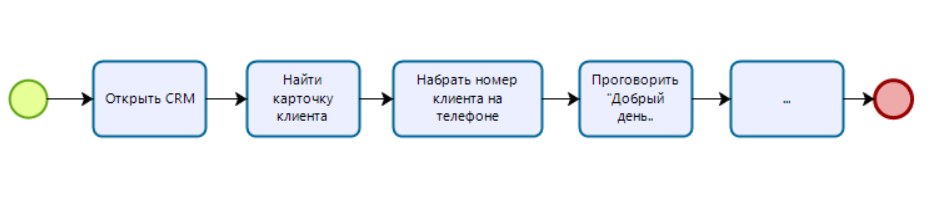 Открыть CRM
Найти
карточку
клиента
Набрать номер
клиента на
телефоне
Проговорить
"Добрый
день..
...